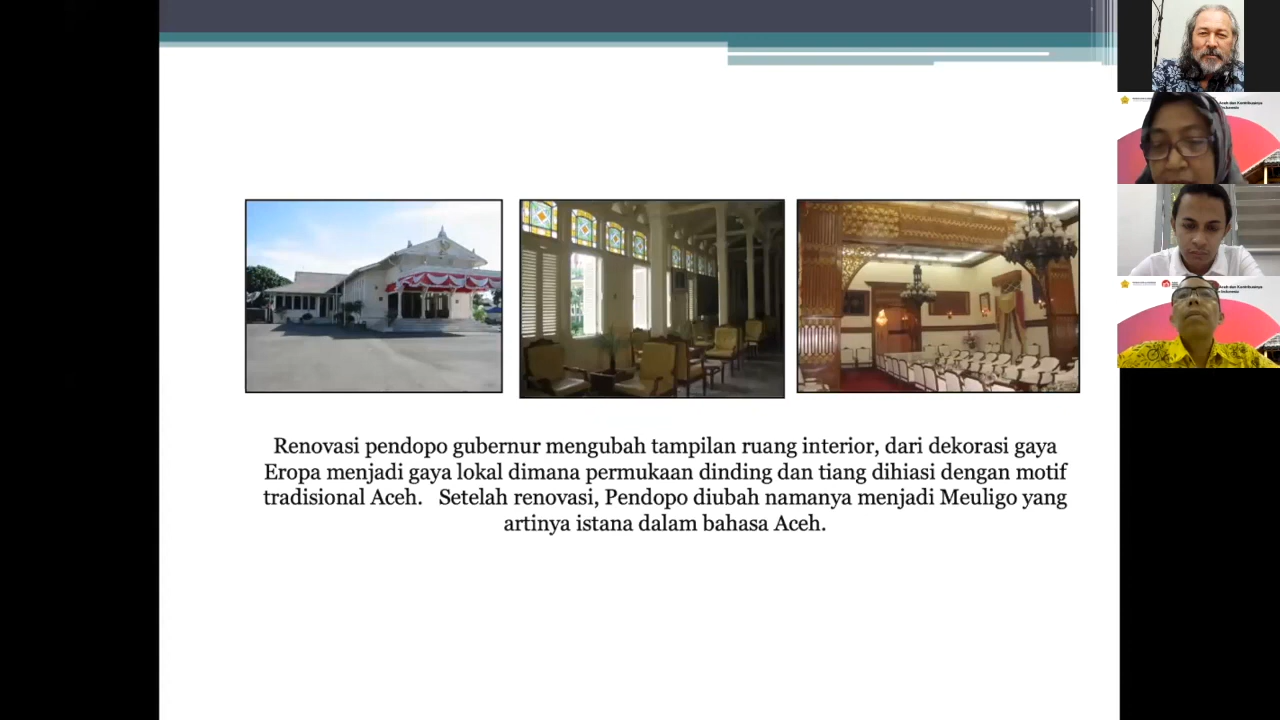 Renovasi pendopo gubernur mengubah tampilan ruang interior, dari dekorasi gaya
Eropa menjadi gaya lokal dimana permukaan dinding dan tiang dihiasi dengan motif
tradisional Aceh. Setelah renovasi, Pendopo diubah namanya menjadi Meuligo yang
artinya istana dalam bahasa Aceh.